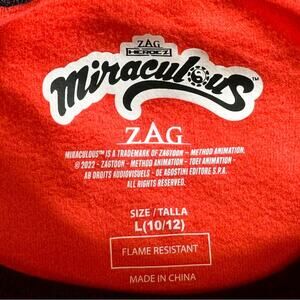 ZAG
HEROEZ
Miraculous™
ZAG
MIRACULOUS™ IS A TRADEMARK OF ZAGTOON - METHOD ANIMATION.
© 2022 - ZAGTOON - METHOD ANIMATION - TOEI ANIMATION -
AB DROITS AUDIOVISUELS - DE AGOSTINI EDITORE S.P.A.
ALL RIGHTS RESERVED.
SIZE / TALLA
L(10/12)
FLAME RESISTANT
MADE IN CHINA